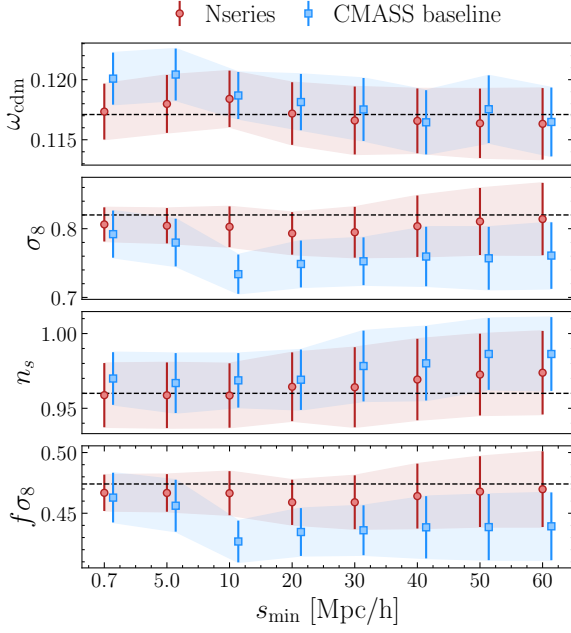 Nseries CMASS baseline
ω_cdm
0.120
0.115
σ_8
0.8
0.7
n_s
1.00
0.95
f σ_8
0.50
0.45
0.7 5.0 10 20 30 40 50 60
s_min [Mpc/h]